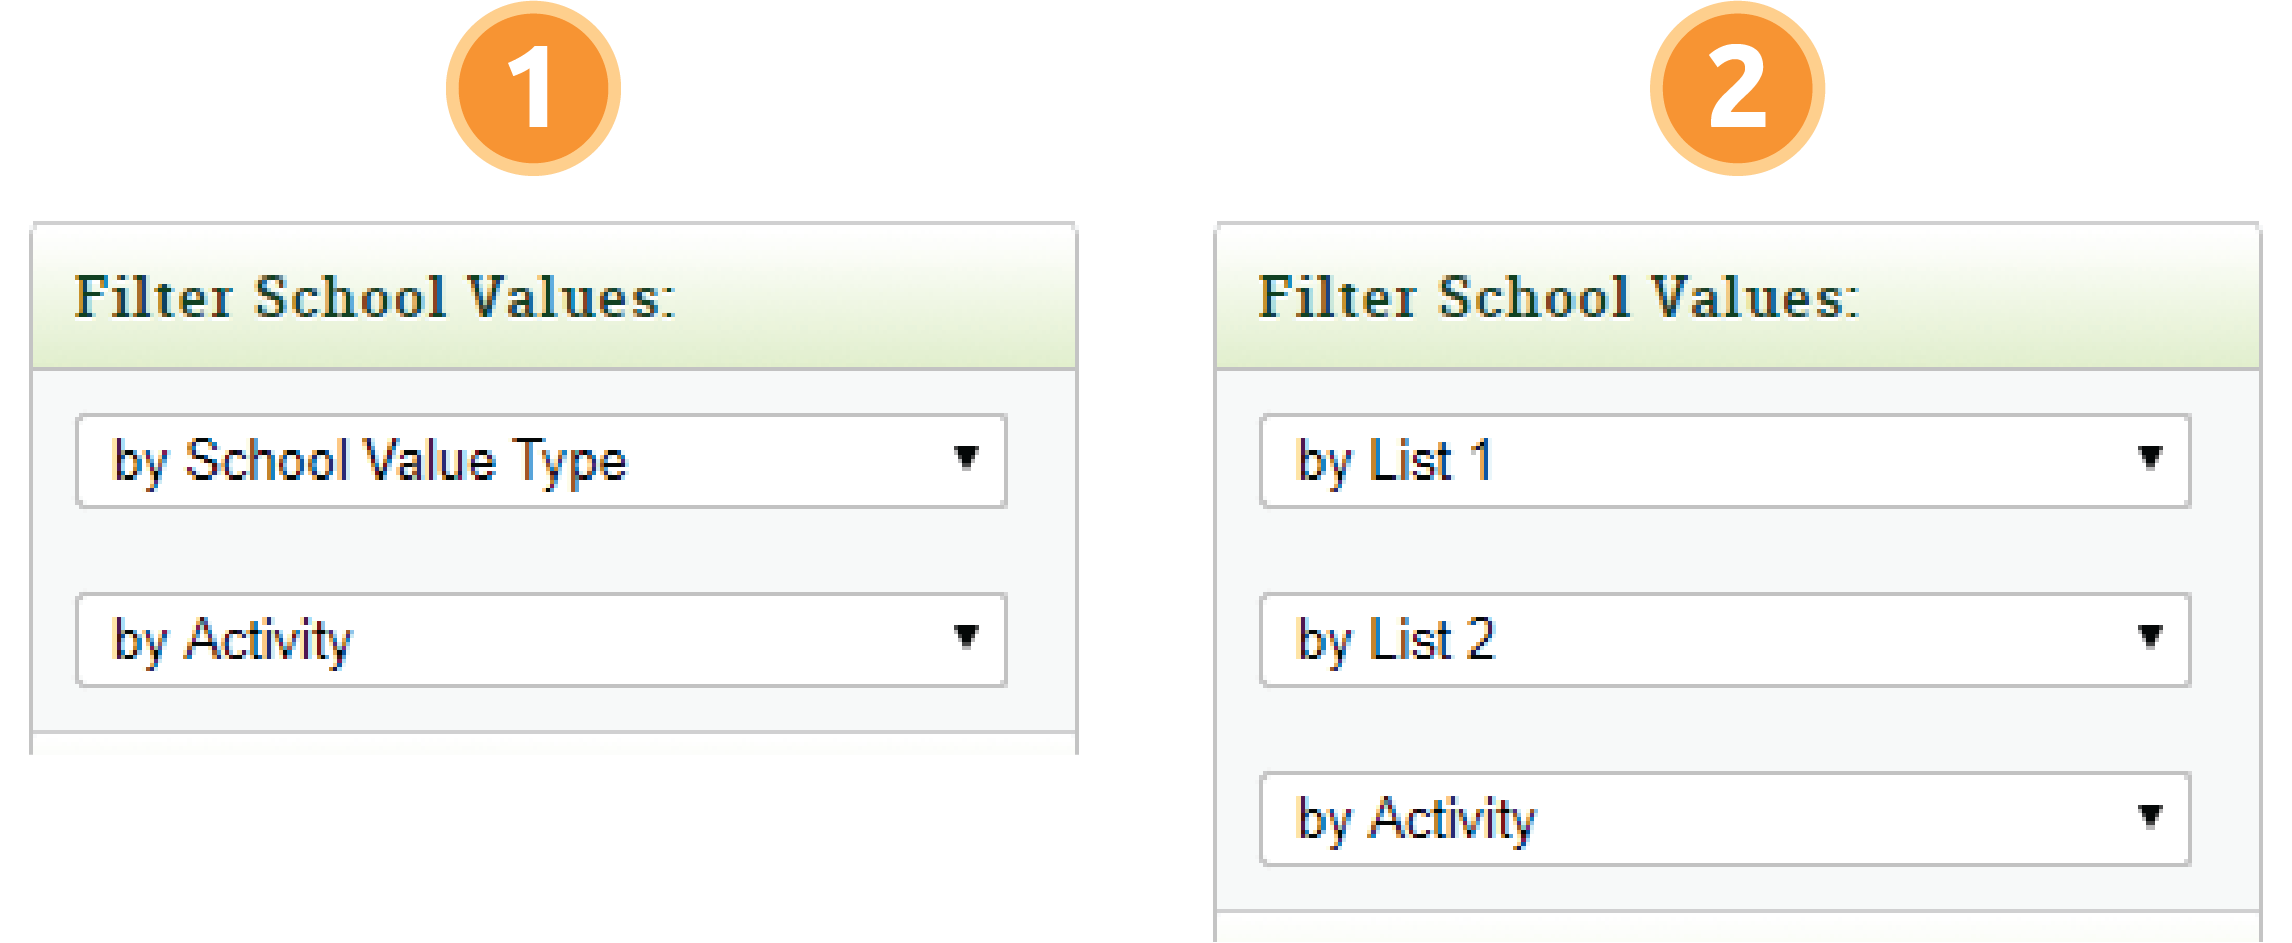 1
Filter School Values:
by School Value Type
by Activity
2
Filter School Values:
by List 1
by List 2
by Activity